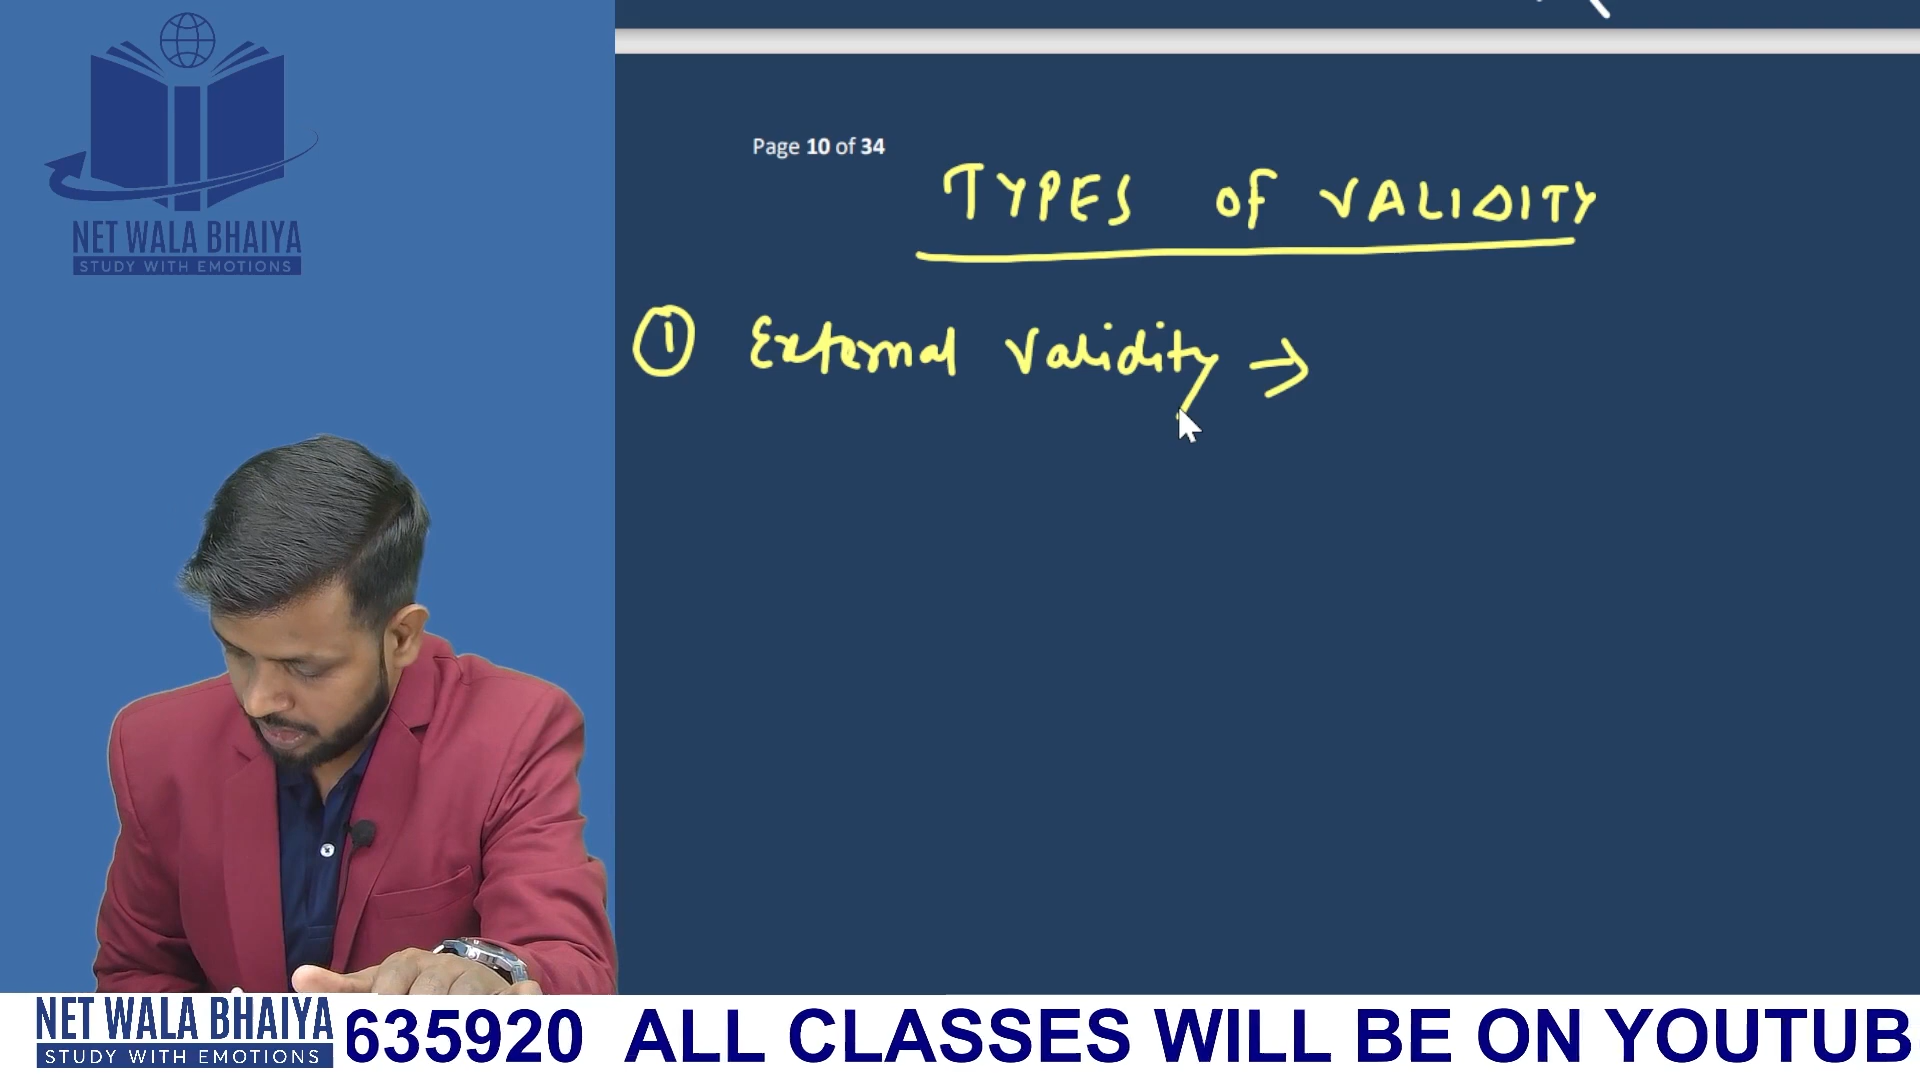 NET WALA BHAIYA
STUDY WITH EMOTIONS
Page 10 of 34
TYPES of VALIDITY
① External Validity →
NET WALA BHAIYA
STUDY WITH EMOTIONS
635920 ALL CLASSES WILL BE ON YOUTUB